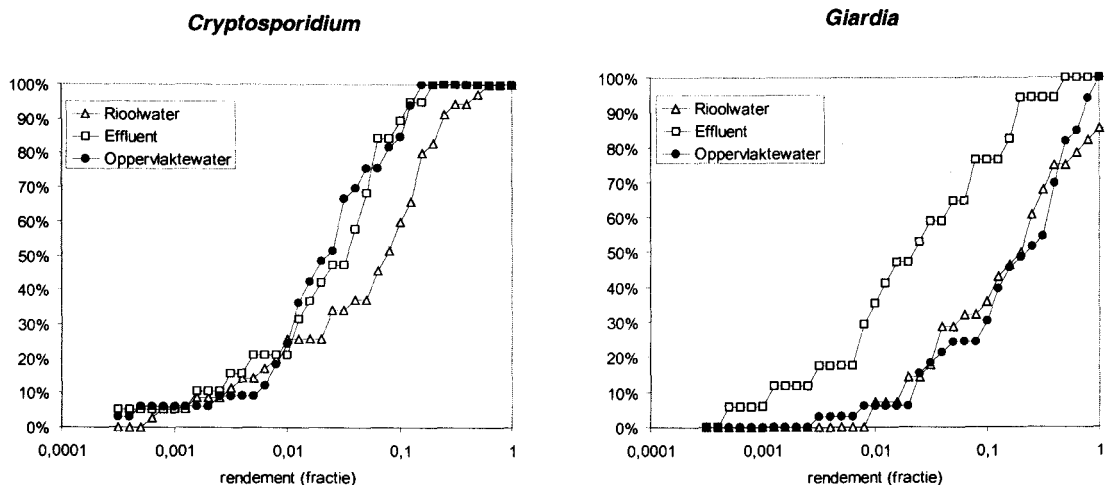 Cryptosporidium
100%
90%
80%
70%
60%
50%
40%
30%
20%
10%
0%
Rioolwater
Effluent
Oppervlaktewater
0,0001 0,001 0,01 0,1 1
rendement (fractie)
Giardia
100%
90%
80%
70%
60%
50%
40%
30%
20%
10%
0%
Rioolwater
Effluent
Oppervlaktewater
0,0001 0,001 0,01 0,1 1
rendement (fractie)